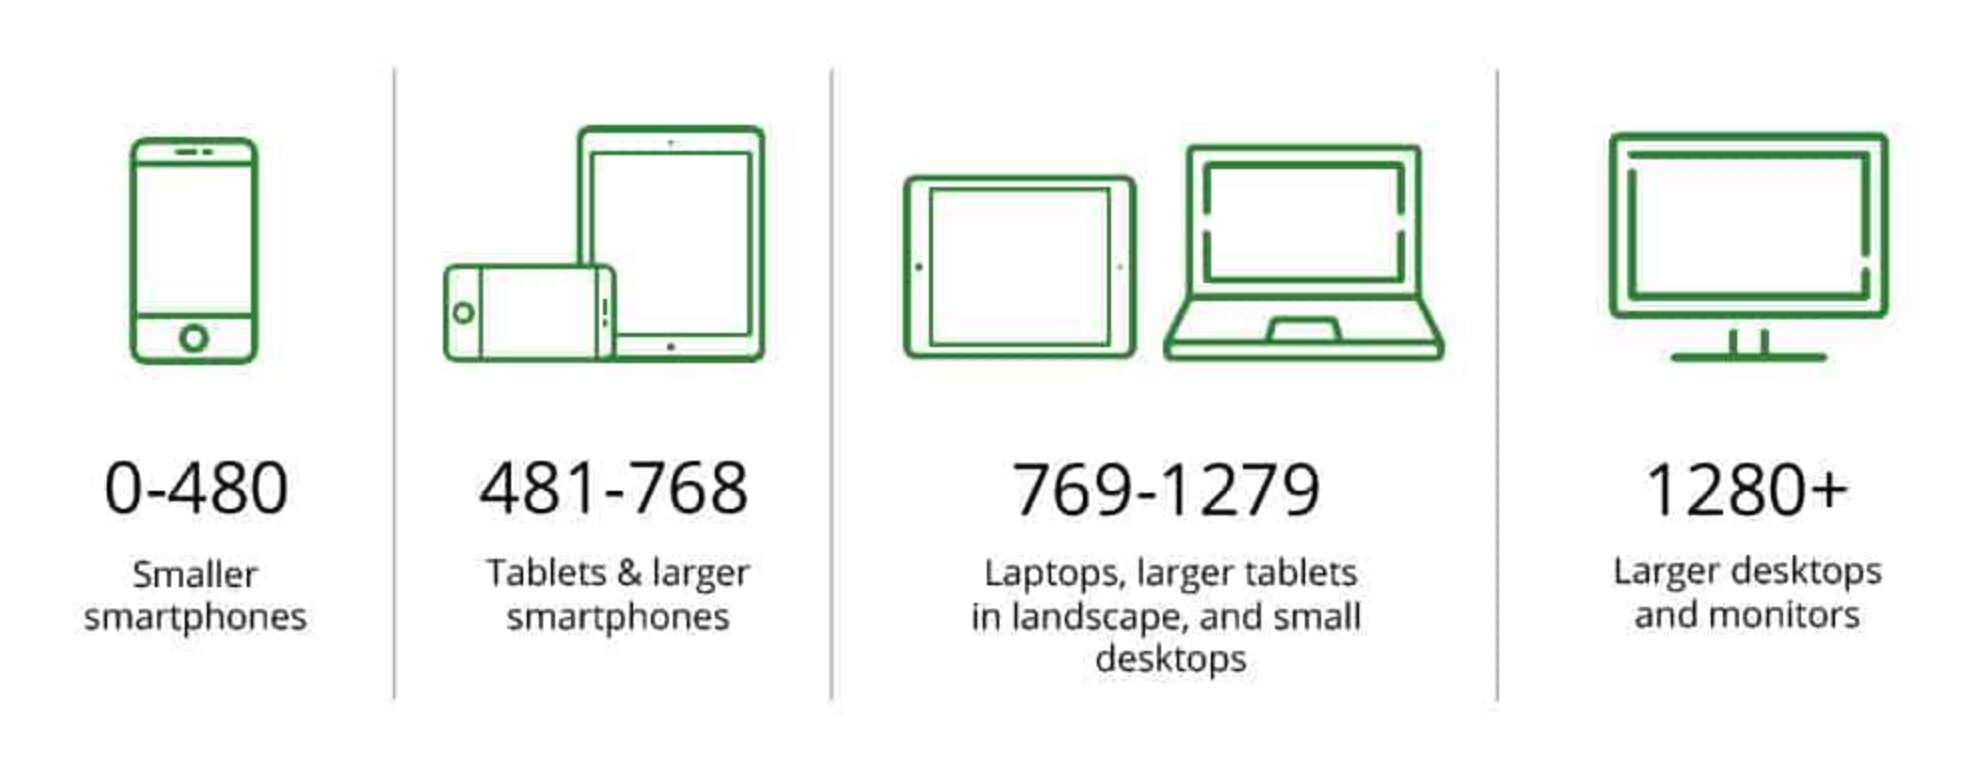 0-480
Smaller
smartphones
481-768
Tablets & larger
smartphones
769-1279
Laptops, larger tablets
in landscape, and small
desktops
1280+
Larger desktops
and monitors